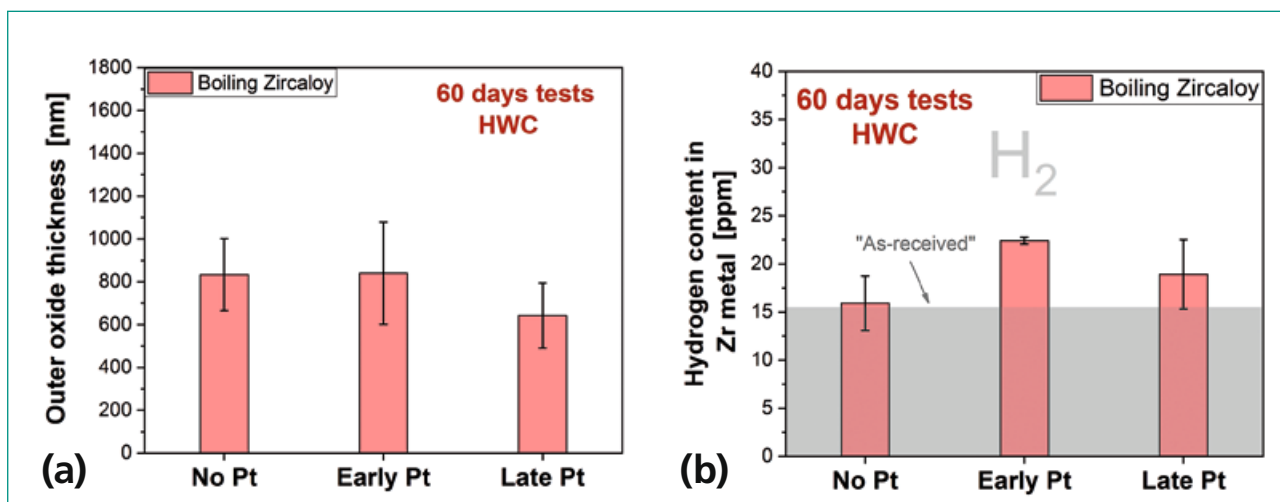 1800
1600
1400
1200
1000
800
600
400
200
0
Outer oxide thickness [nm]
Boiling Zircaloy
60 days tests
HWC
No Pt
Early Pt
Late Pt
(a)
40
35
30
25
20
15
10
5
0
Hydrogen content in
Zr metal [ppm]
60 days tests
HWC
Boiling Zircaloy
H₂
"As-received"
No Pt
Early Pt
Late Pt
(b)